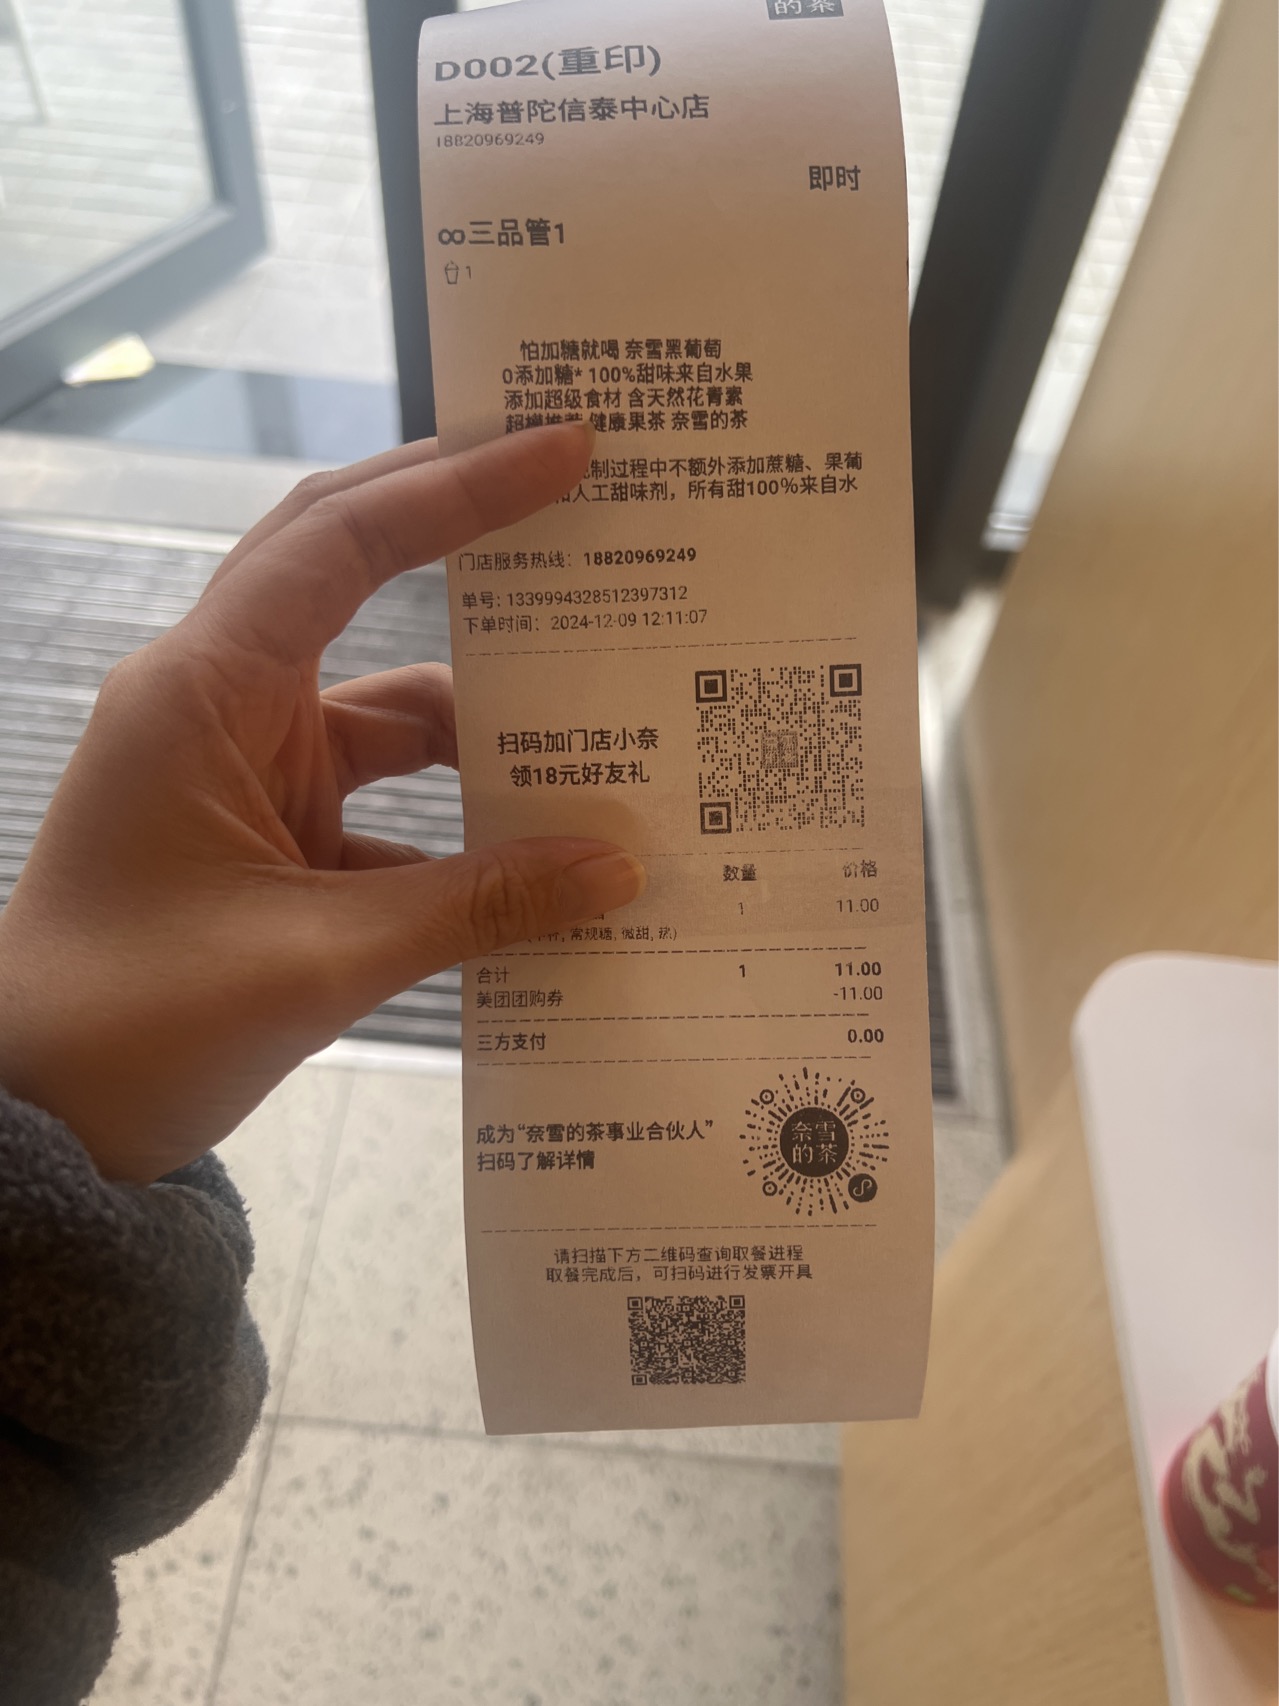 的茶
D002(重印)
上海普陀信泰中心店
18820969249
即时
∞三品管1
1
怕加糖就喝 奈雪黑葡萄
0添加糖* 100%甜味来自水果
添加超级食材 含天然花青素
健康果茶 奈雪的茶
制过程中不额外添加蔗糖、果葡
人工甜味剂，所有甜100%来自水
门店服务热线：18820969249
单号: 1339994328512397312
下单时间：2024-12-09 12:11:07
扫码加门店小奈
领18元好友礼
数量 价格
1 11.00
常规糖, 微甜, 热)
合计 1 11.00
美团团购券 -11.00
三方支付 0.00
成为“奈雪的茶事业合伙人”
扫码了解详情
奈雪
的茶
请扫描下方二维码查询取餐进程
取餐完成后，可扫码进行发票开具